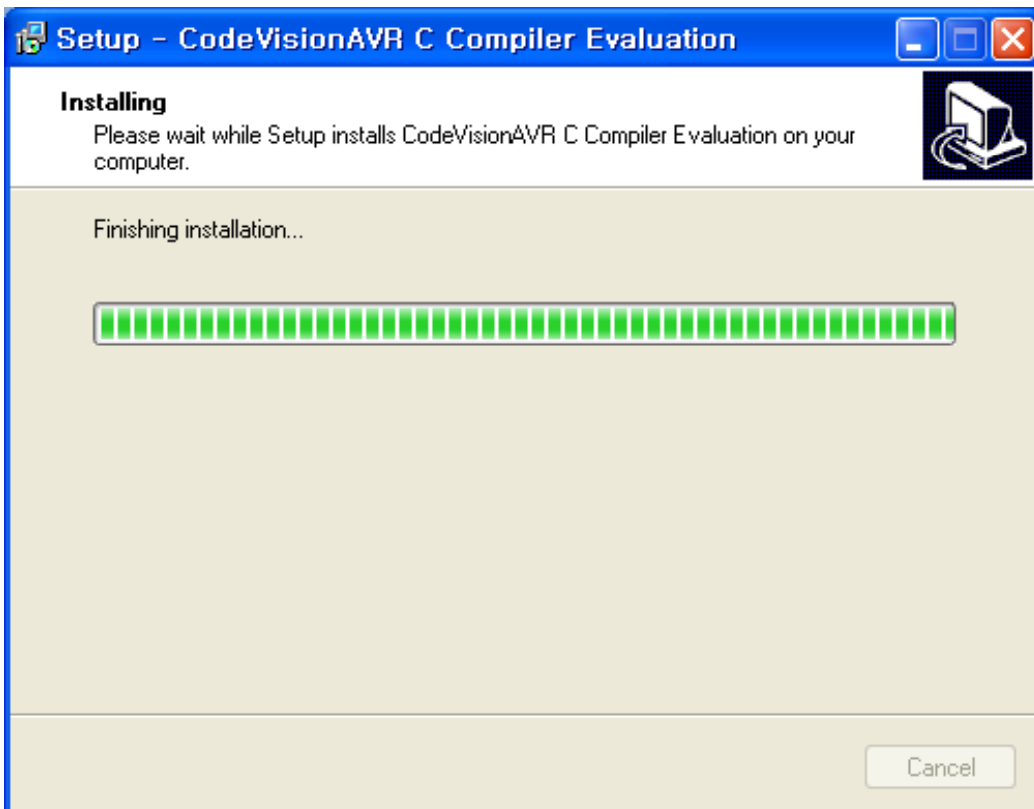 Setup - CodeVisionAVR C Compiler Evaluation
Installing
Please wait while Setup installs CodeVisionAVR C Compiler Evaluation on your
computer.
Finishing installation...
Cancel